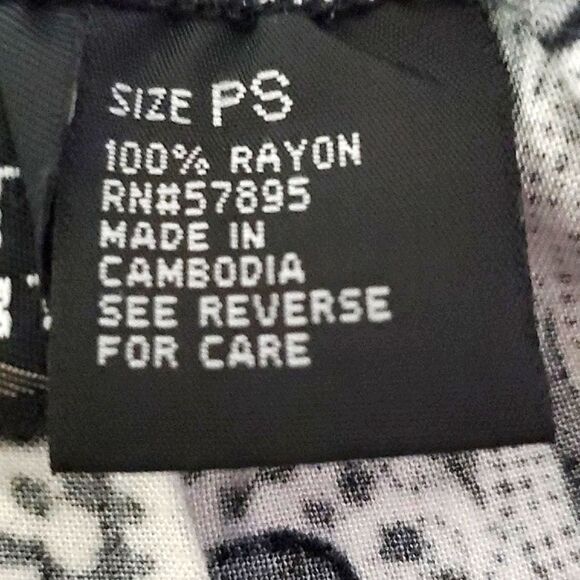 SIZE PS
100% RAYON
RN#57895
MADE IN
CAMBODIA
SEE REVERSE
FOR CARE